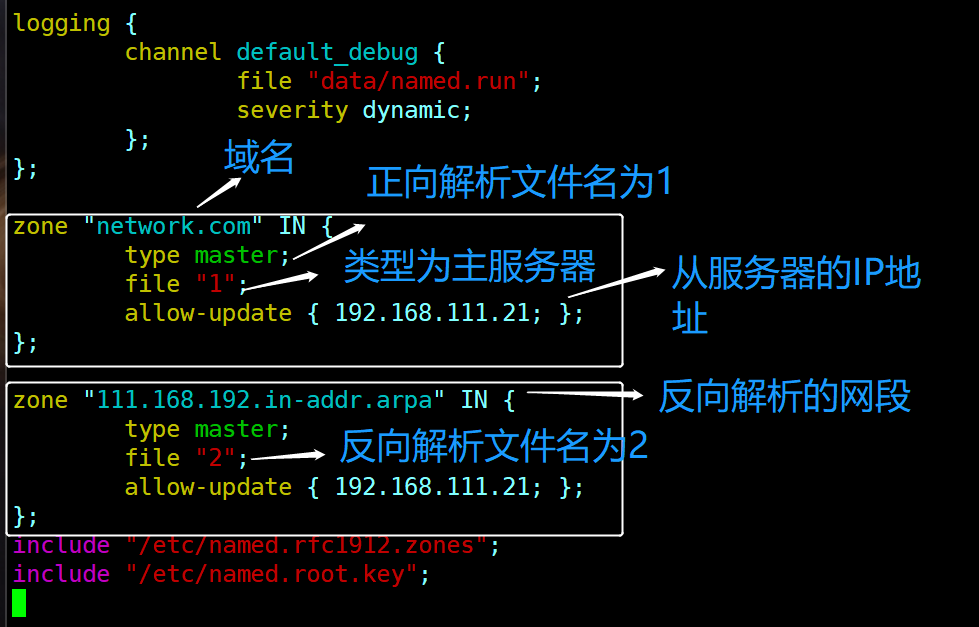 logging {
channel default_debug {
file "data/named.run";
severity dynamic;
};
};
域名
正向解析文件名为1
zone "network.com" IN {
type master;
类型为主服务器
file "1";
从服务器的IP地
址
allow-update { 192.168.111.21; };
};
zone "111.168.192.in-addr.arpa" IN {
反向解析的网段
type master;
反向解析文件名为2
file "2";
allow-update { 192.168.111.21; };
};
include "/etc/named.rfc1912.zones";
include "/etc/named.root.key";